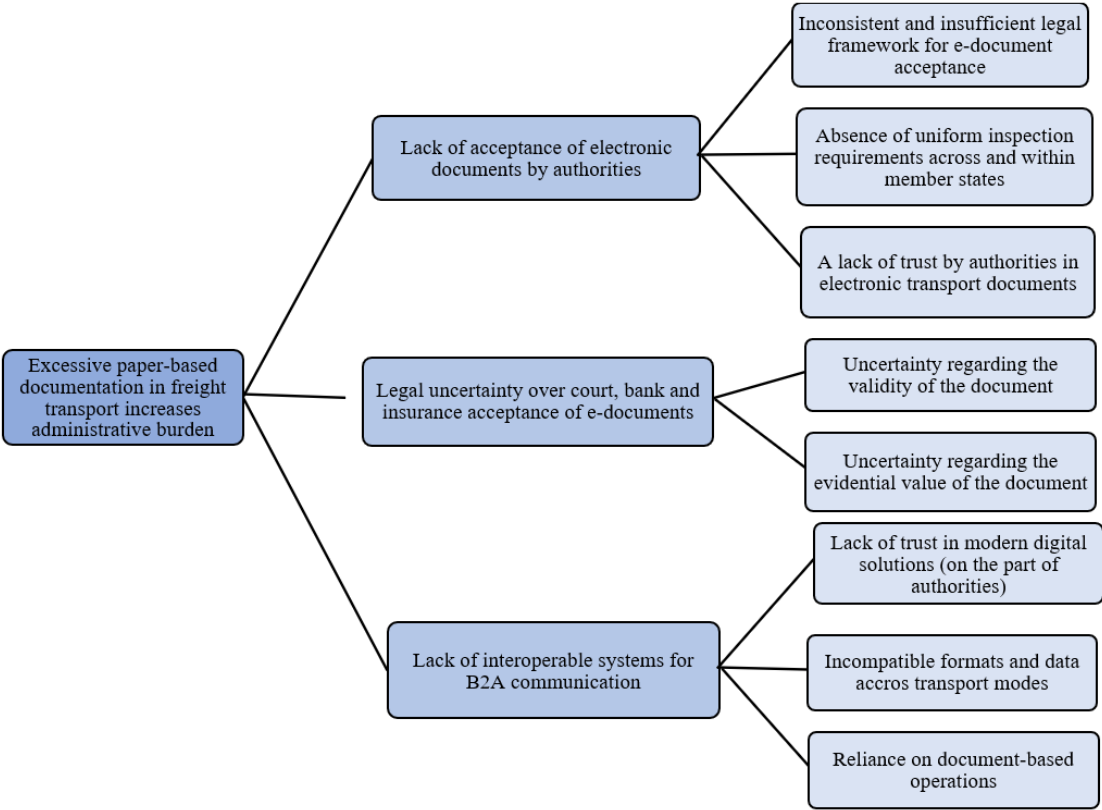 Excessive paper-based
documentation in freight
transport increases
administrative burden
Lack of acceptance of electronic
documents by authorities
Inconsistent and insufficient legal
framework for e-document
acceptance
Absence of uniform inspection
requirements across and within
member states
A lack of trust by authorities in
electronic transport documents
Legal uncertainty over court, bank and
insurance acceptance of e-documents
Uncertainty regarding the
validity of the document
Uncertainty regarding the
evidential value of the document
Lack of interoperable systems for
B2A communication
Lack of trust in modern digital
solutions (on the part of
authorities)
Incompatible formats and data
accros transport modes
Reliance on document-based
operations